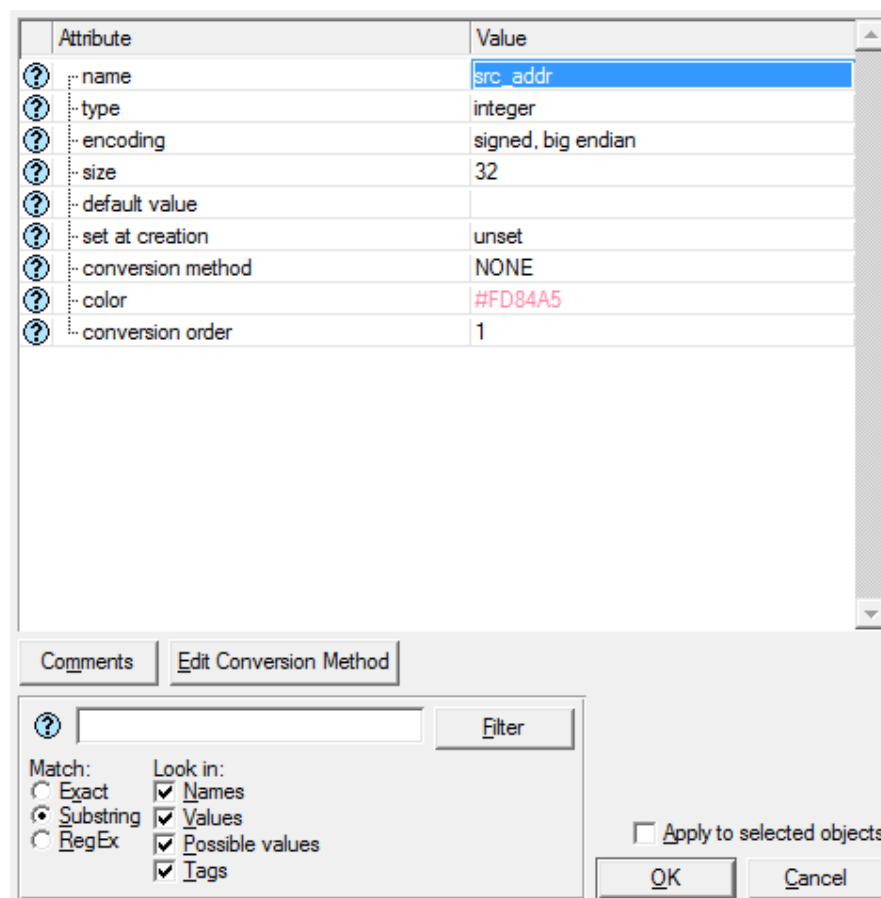 Attribute Value
name src_addr
type integer
encoding signed, big endian
size 32
default value
set at creation unset
conversion method NONE
color #FD84A5
conversion order 1
Comments Edit Conversion Method
Filter
Match: Look in:
Exact Names
Substring Values
RegEx Possible values
Tags
Apply to selected objects
OK Cancel